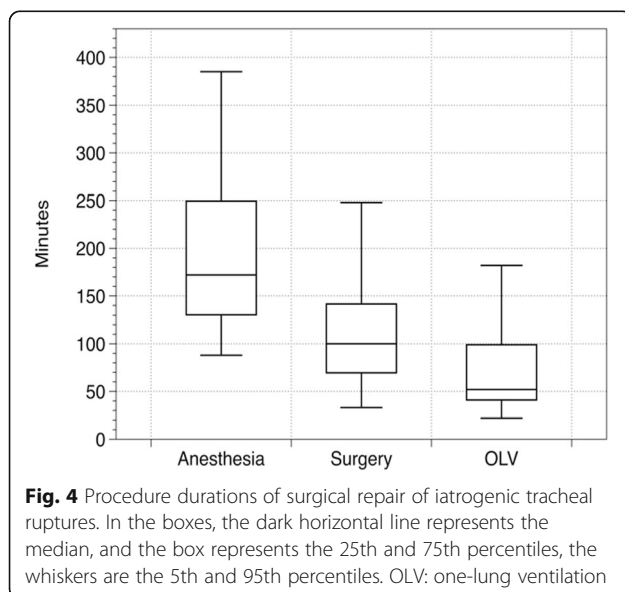 400
350
300
250
200
150
100
50
0
Minutes
Anesthesia Surgery OLV
Fig. 4 Procedure durations of surgical repair of iatrogenic tracheal
ruptures. In the boxes, the dark horizontal line represents the
median, and the box represents the 25th and 75th percentiles, the
whiskers are the 5th and 95th percentiles. OLV: one-lung ventilation